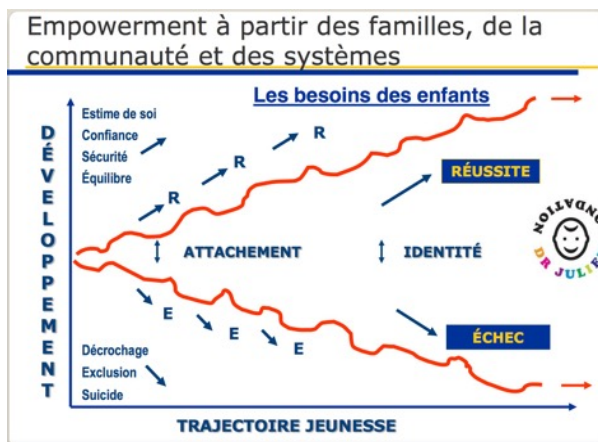 Empowerment à partir des familles, de la
communauté et des systèmes
Les besoins des enfants
DÉVELOPPEMENT
Estime de soi
Confiance
Sécurité
Équilibre
R
R
R
RÉUSSITE
ATTACHEMENT
IDENTITÉ
FONDATION
DR JULIEN
E
E
E
ÉCHEC
Décrochage
Exclusion
Suicide
TRAJECTOIRE JEUNESSE